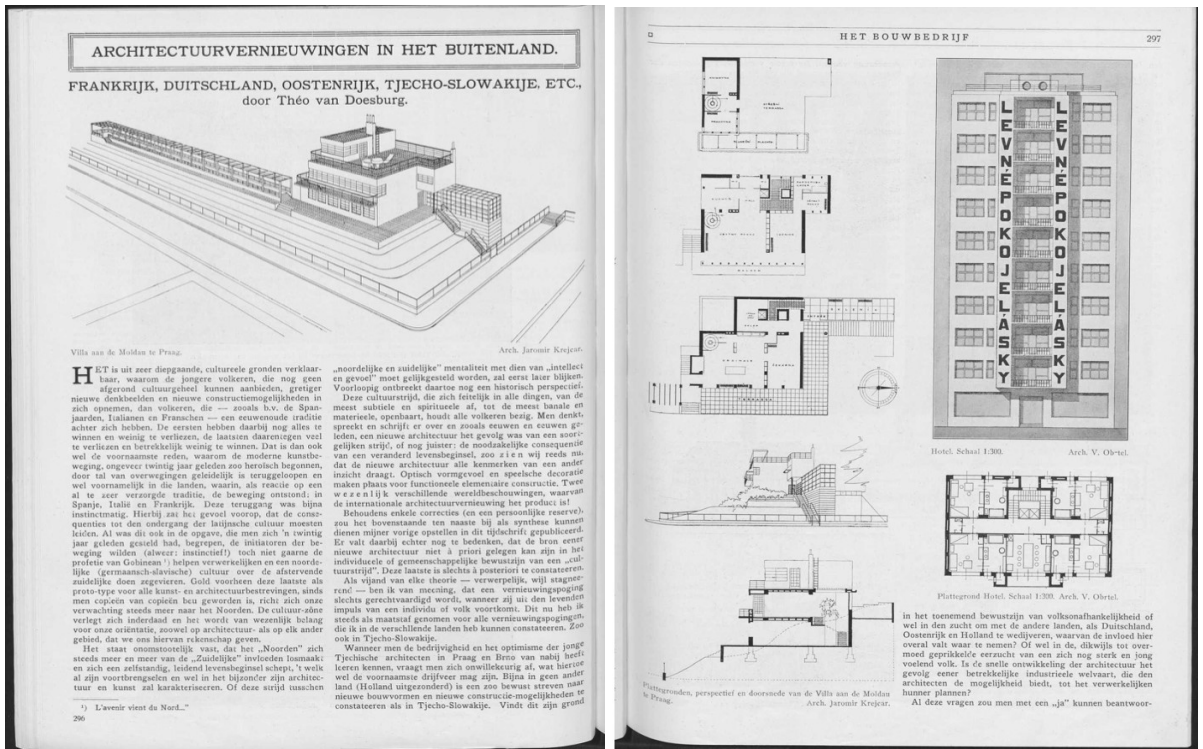 ARCHITECTUURVERNIEUWINGEN IN HET BUITENLAND.
FRANKRIJK, DUITSCHLAND, OOSTENRIJK, TJECHO-SLOWAKIJE, ETC.,
door Théo van Doesburg.
Villa aan de Moldau te Praag.
Arch. Jaromir Krejcar.
HET is uit zeer diepgaande, cultureele gronden verklaar-
baar, waarom de jongere volkeren, die nog geen
afgerond cultuurgeheel kunnen aanbieden, gretiger
nieuwe denkbeelden en nieuwe constructiemogelijkheden in
zich opnemen, dan volkeren, die — zooals b.v. de Span-
jaarden, Italianen en Franschen — een eeuwenoude traditie
achter zich hebben. De eersten hebben daarbij nog alles te
winnen en weinig te verliezen, de laatsten daarentegen veel
te verliezen en betrekkelijk weinig te winnen. Dat is dan ook
wel de voornaamste reden, waarom de moderne kunstbe-
weging, ongeveer twintig jaar geleden zoo heroïsch begonnen,
door tal van overwegingen geleidelijk is teruggeloopen en
wel voornamelijk in die landen, waarin, als reactie op een
al te zeer verzorgde traditie, de beweging ontstond: in
Spanje, Italië en Frankrijk. Deze teruggang was bijna
instinctmatig. Hierbij zat het gevoel voorop, dat de conse-
quenties tot den ondergang der latijnsche cultuur moesten
leiden. Al was dit ook in de opgave, die men zich 'n twintig
jaar geleden gesteld had, begrepen, de initiatoren der be-
weging wilden (alweer: instinctief!) toch niet gaarne de
profetie van Gobineau ¹) helpen verwerkelijken en een noorde-
lijke (germaansch-slavische) cultuur over de afstervende
zuidelijke doen zegevieren. Gold voorheen deze laatste als
proto-type voor alle kunst- en architectuurbestrevingen, sinds
men copieën van copieën beu geworden is, richt zich onze
verwachting steeds meer naar het Noorden. De cultuur-zône
verlegt zich inderdaad en het wordt van wezenlijk belang
voor onze oriëntatie, zoowel op architectuur- als op elk ander
gebied, dat we ons hiervan rekenschap geven.
Het staat onomstootelijk vast, dat het „Noorden” zich
steeds meer en meer van de „Zuidelijke” invloeden losmaakt
en zich een zelfstandig, leidend levensbeginsel schept, 't welk
al zijn voortbrengselen en wel in het bijzonder zijn architec-
tuur en kunst zal karakteriseeren. Of deze strijd tusschen
¹) L'avenir vient du Nord...”
296
„noordelijke en zuidelijke” mentaliteit met dien van „intellect
en gevoel” moet gelijkgesteld worden, zal eerst later blijken.
Voorloopig ontbreekt daartoe nog een historisch perspectief.
Deze cultuurstrijd, die zich feitelijk in alle dingen, van de
meest subtiele en spiritueele af, tot de meest banale en
materieele, openbaart, houdt alle volkeren bezig. Men denkt,
spreekt en schrijft er over en zooals eeuwen en eeuwen ge-
leden, een nieuwe architectuur het gevolg was van een soort-
gelijken strijd, of nog juister: de noodzakelijke consequentie
van een veranderd levensbeginsel, zoo zien wij reeds nu,
dat de nieuwe architectuur alle kenmerken van een ander
inzicht draagt. Optisch vormgevoel en speelsche decoratie
maken plaats voor functioneele elementaire constructie. Twee
wezenlijk verschillende wereldbeschouwingen, waarvan
de internationale architectuurvernieuwing het product is!
Behoudens enkele correcties (en een persoonlijke reserve),
zou het bovenstaande ten naaste bij als synthese kunnen
dienen mijner vorige opstellen in dit tijdschrift gepubliceerd.
Er valt daarbij echter nog te bedenken, dat de bron eener
nieuwe architectuur niet à priori gelegen kan zijn in het
individueele of gemeenschappelijke bewustzijn van een „cul-
tuurstrijd”. Deze laatste is slechts à posteriori te constateeren.
Als vijand van elke theorie — verwerpelijk, wijl stagnee-
rend — ben ik van meening, dat een vernieuwingspoging
slechts gerechtvaardigd wordt, wanneer zij uit den levenden
impuls van een individu of volk voortkomt. Dit nu heb ik
steeds als maatstaf genomen voor alle vernieuwingspogingen,
die ik in de verschillende landen heb kunnen constateeren. Zoo
ook in Tjecho-Slowakije.
Wanneer men de bedrijvigheid en het optimisme der jonge
Tjechische architecten in Praag en Brno van nabij heeft
leeren kennen, vraagt men zich onwillekeurig af, wat hiertoe
wel de voornaamste drijfveer mag zijn. Bijna in geen ander
land (Holland uitgezonderd) is een zoo bewust streven naar
nieuwe bouwvormen en nieuwe constructie-mogelijkheden te
constateeren als in Tjecho-Slowakije. Vindt dit zijn grond
HET BOUWBEDRIJF
297
LEVNÉ POKOJE LÁSKY
LEVNÉ POKOJE LÁSKY
Hotel. Schaal 1:300.
Arch. V. Obrtel.
Plattegrond Hotel. Schaal 1:300. Arch. V. Obrtel.
Plattegronden, perspectief en doorsnede van de Villa aan de Moldau
te Praag.
Arch. Jaromir Krejcar.
in het toenemend bewustzijn van volksonafhankelijkheid of
wel in den zucht om met de andere landen, als Duitschland,
Oostenrijk en Holland te wedijveren, waarvan de invloed hier
overal valt waar te nemen? Of wel in de, dikwijls tot over-
moed geprikkelde eerzucht van een zich nog sterk en jong
voelend volk. Is de snelle ontwikkeling der architectuur het
gevolg eener betrekkelijke industrieele welvaart, die den
architecten de mogelijkheid biedt, tot het verwerkelijken
hunner plannen?
Al deze vragen zou men met een „ja” kunnen beantwoor-